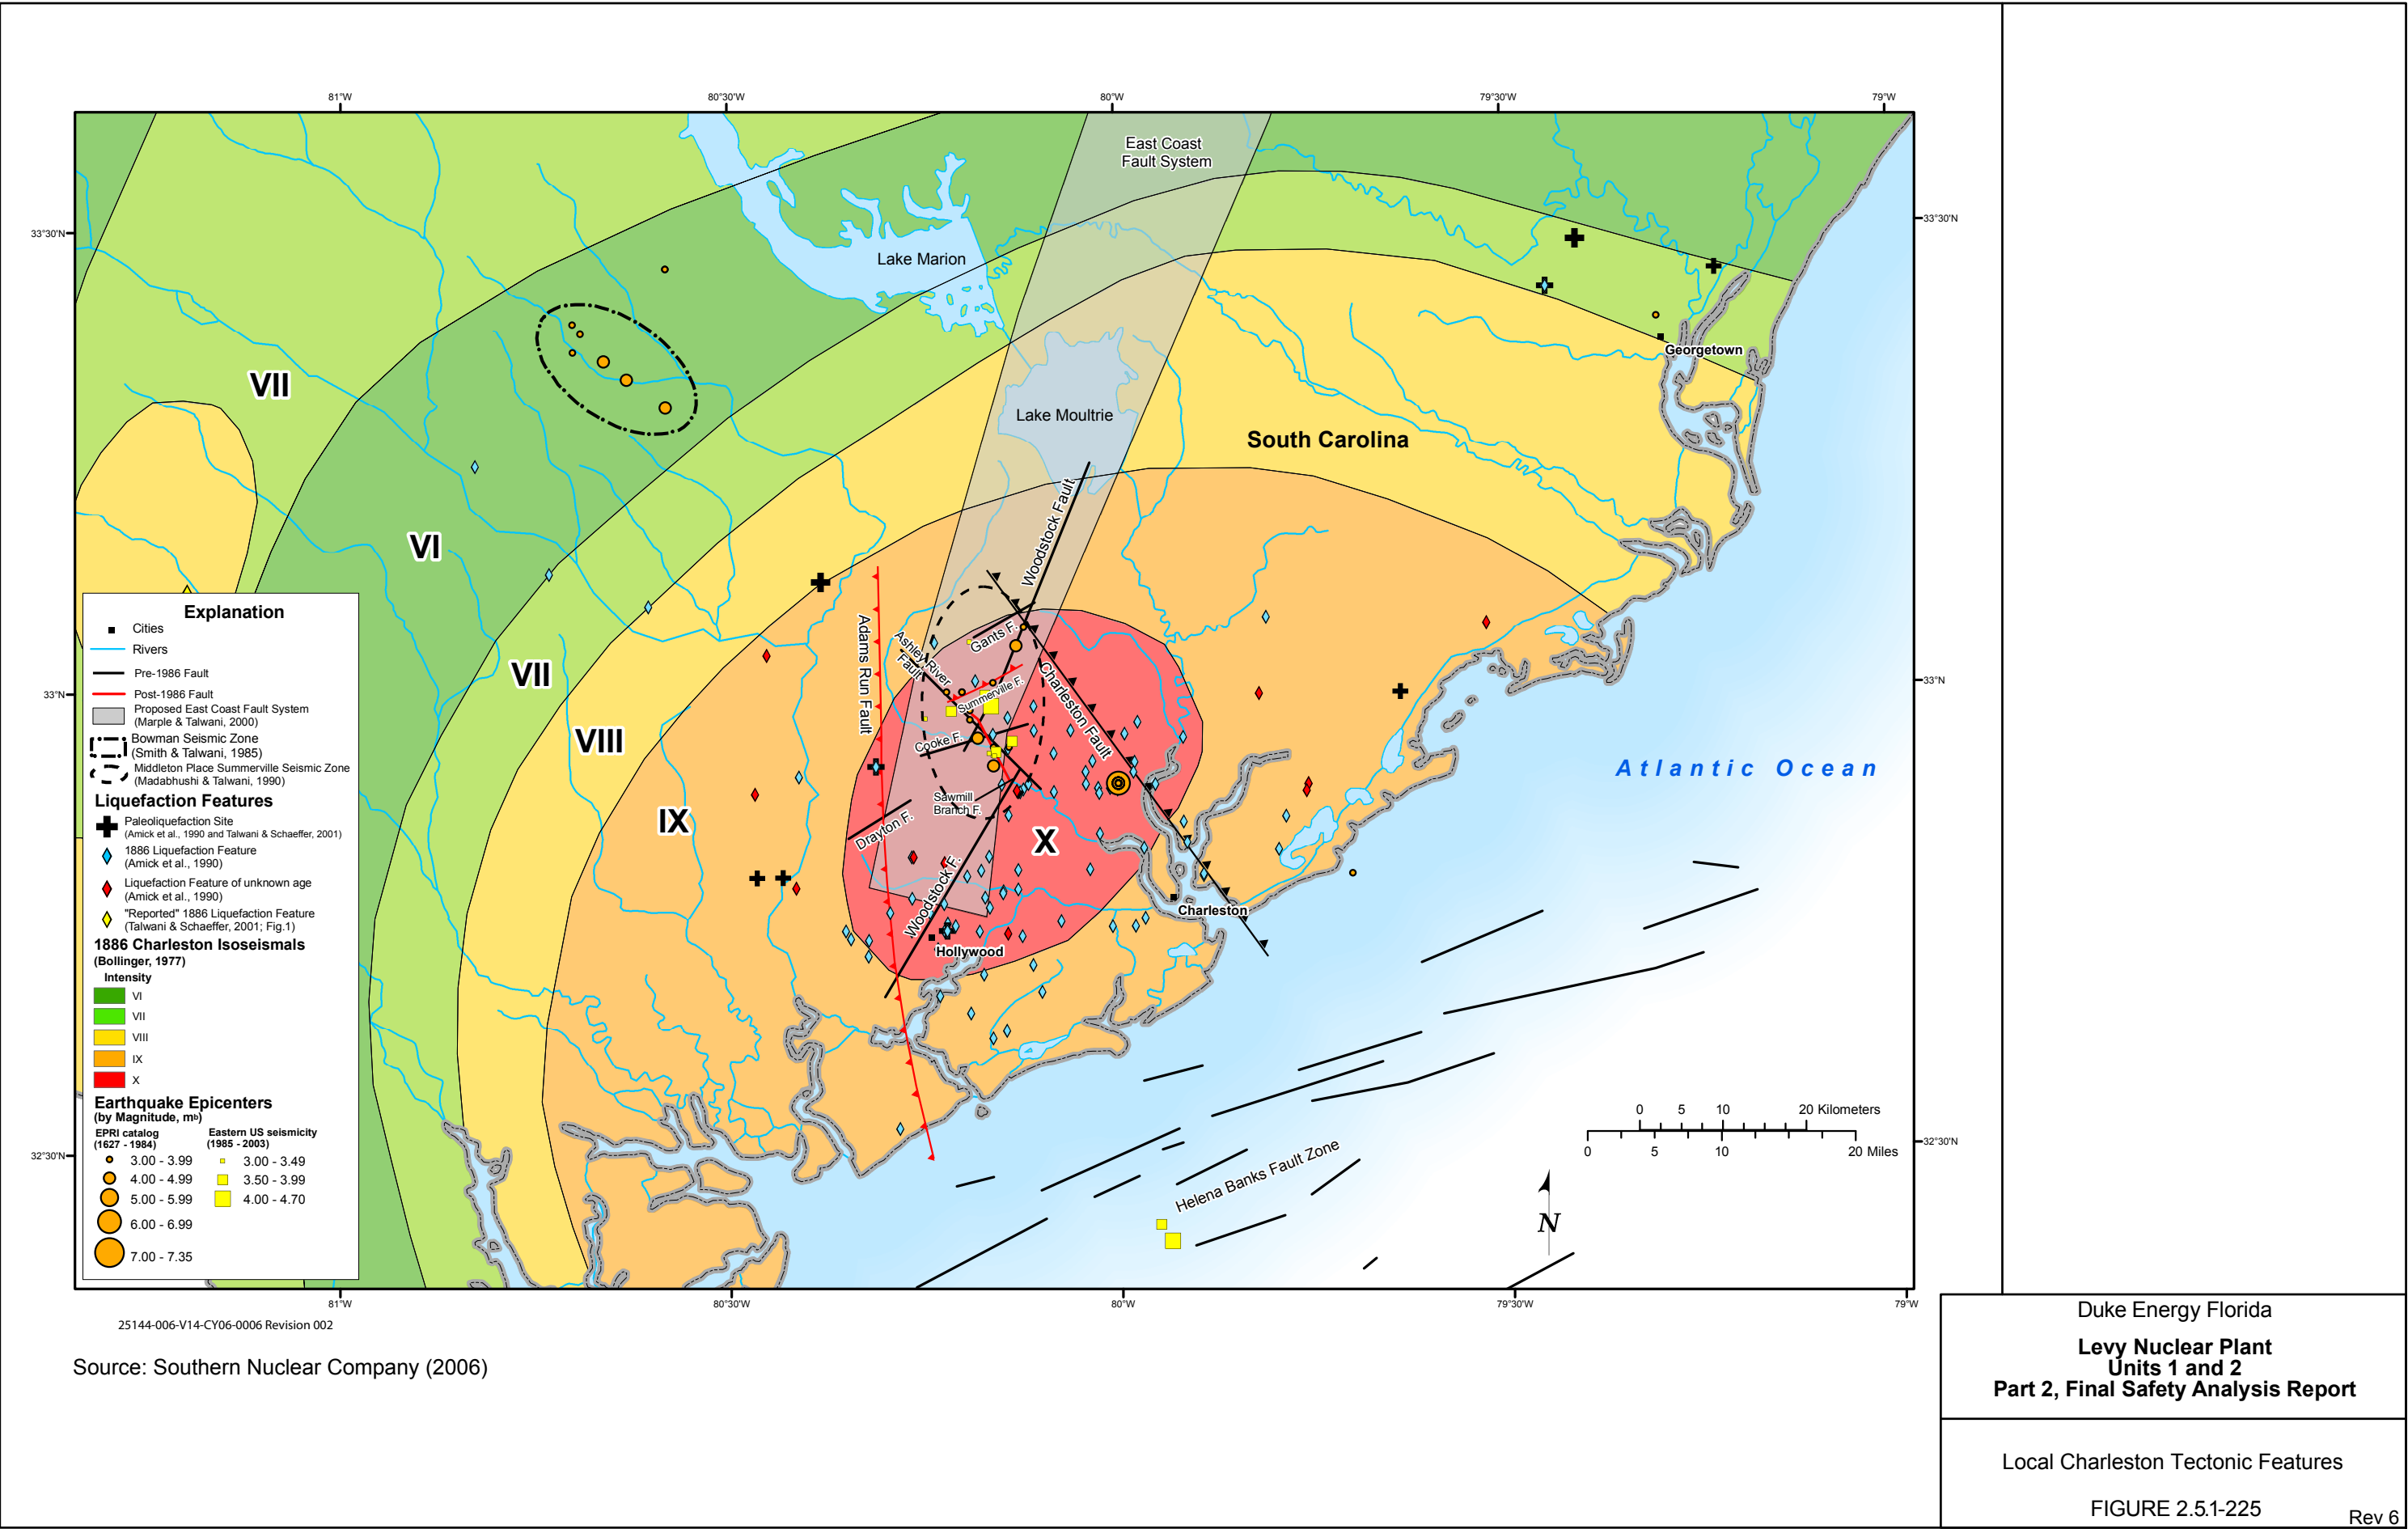 81°W
80°30'W
80°W
79°30'W
79°W
East Coast
Fault System
33°30'N
33°30'N
Lake Marion
Georgetown
VII
Lake Moultrie
South Carolina
Woodstock Fault
VI
Adams Run Fault
Ashley River
Fault
Gants F.
Charleston Fault
Summerville F.
33°N
VII
VIII
Cooke F.
Atlantic Ocean
Sawmill
Branch F.
Drayton F.
IX
X
Woodstock F.
Charleston
Hollywood
Helena Banks Fault Zone
Explanation
Cities
Rivers
Pre-1986 Fault
Post-1986 Fault
Proposed East Coast Fault System
(Marple & Talwani, 2000)
Bowman Seismic Zone
(Smith & Talwani, 1985)
Middleton Place Summerville Seismic Zone
(Madabhushi & Talwani, 1990)
Liquefaction Features
Paleoliquefaction Site
(Amick et al., 1990 and Talwani & Schaeffer, 2001)
1886 Liquefaction Feature
(Amick et al., 1990)
Liquefaction Feature of unknown age
(Amick et al., 1990)
"Reported" 1886 Liquefaction Feature
(Talwani & Schaeffer, 2001; Fig.1)
1886 Charleston Isoseismals
(Bollinger, 1977)
Intensity
VI
VII
VIII
IX
X
Earthquake Epicenters
(by Magnitude, mb)
EPRI catalog
(1627 - 1984)
3.00 - 3.99
4.00 - 4.99
5.00 - 5.99
6.00 - 6.99
7.00 - 7.35
Eastern US seismicity
(1985 - 2003)
3.00 - 3.49
3.50 - 3.99
4.00 - 4.70
33°N
0 5 10 20 Kilometers
0 5 10 20 Miles
32°30'N
32°30'N
N
81°W
80°30'W
80°W
79°30'W
79°W
25144-006-V14-CY06-0006 Revision 002
Source: Southern Nuclear Company (2006)
Duke Energy Florida
Levy Nuclear Plant
Units 1 and 2
Part 2, Final Safety Analysis Report
Local Charleston Tectonic Features
FIGURE 2.5.1-225
Rev 6